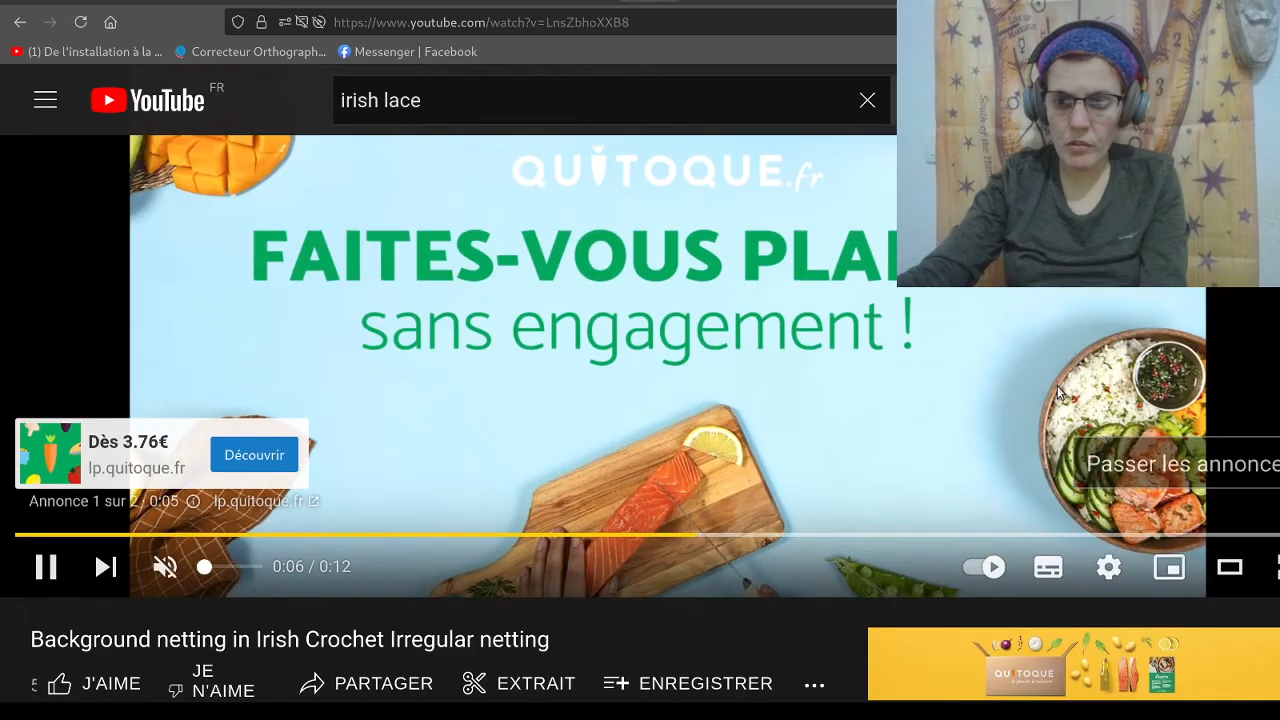 https://www.youtube.com/watch?v=LnsZbhoXXB8
(1) De l'installation à la ...
Correcteur Orthograph...
Messenger | Facebook
YouTube FR
irish lace
QUITOQUE.fr
FAITES-VOUS PLAI
sans engagement !
Dès 3.76€
lp.quitoque.fr
Découvrir
Passer les annonce
Annonce 1 sur 2 · 0:05
lp.quitoque.fr
0:06 / 0:12
Background netting in Irish Crochet Irregular netting
J'AIME
JE N'AIME
PARTAGER
EXTRAIT
ENREGISTRER
...
QUITOQUE